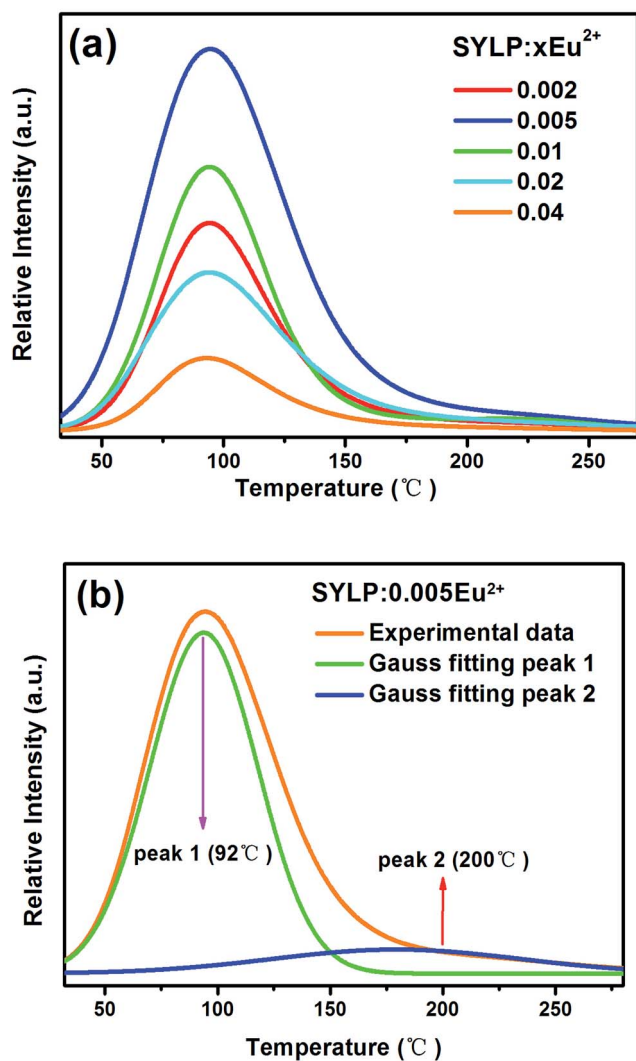 (a)
SYLP:xEu²⁺
0.002
0.005
0.01
0.02
0.04
Relative Intensity (a.u.)
50 100 150 200 250
Temperature (℃ )
(b)
SYLP:0.005Eu²⁺
Experimental data
Gauss fitting peak 1
Gauss fitting peak 2
Relative Intensity (a.u.)
peak 1 (92℃ )
peak 2 (200℃ )
50 100 150 200 250
Temperature (℃ )